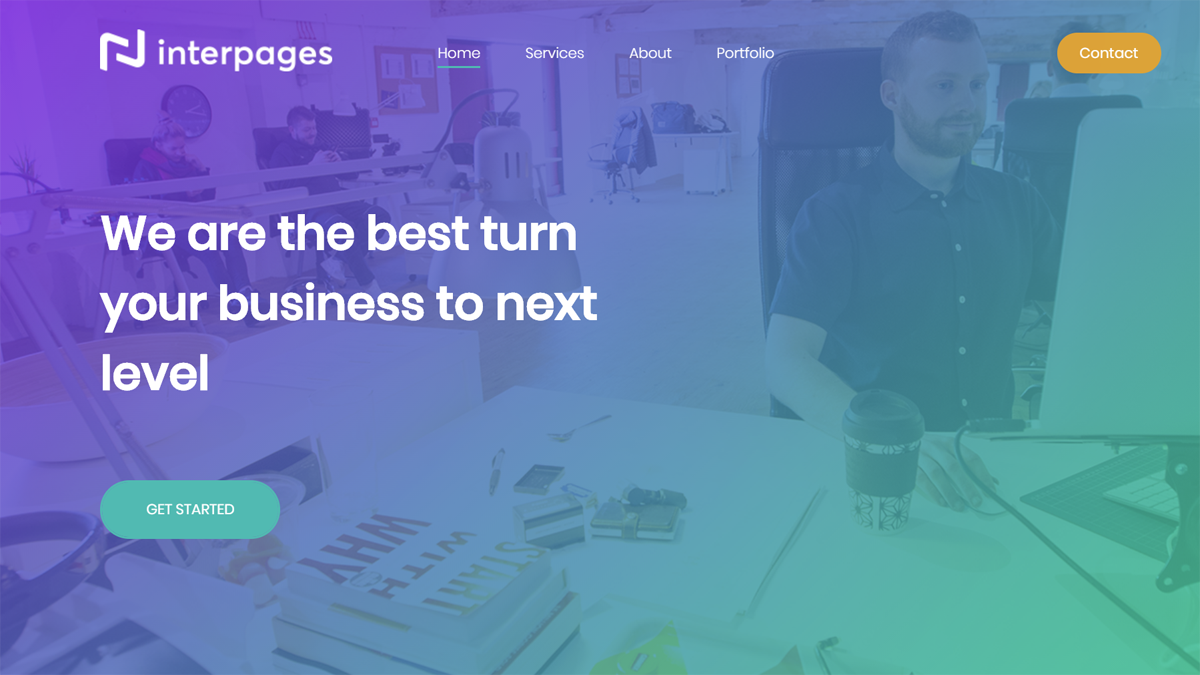 interpages
Home
Services
About
Portfolio
Contact
We are the best turn
your business to next
level
GET STARTED
START
WITH
WHY